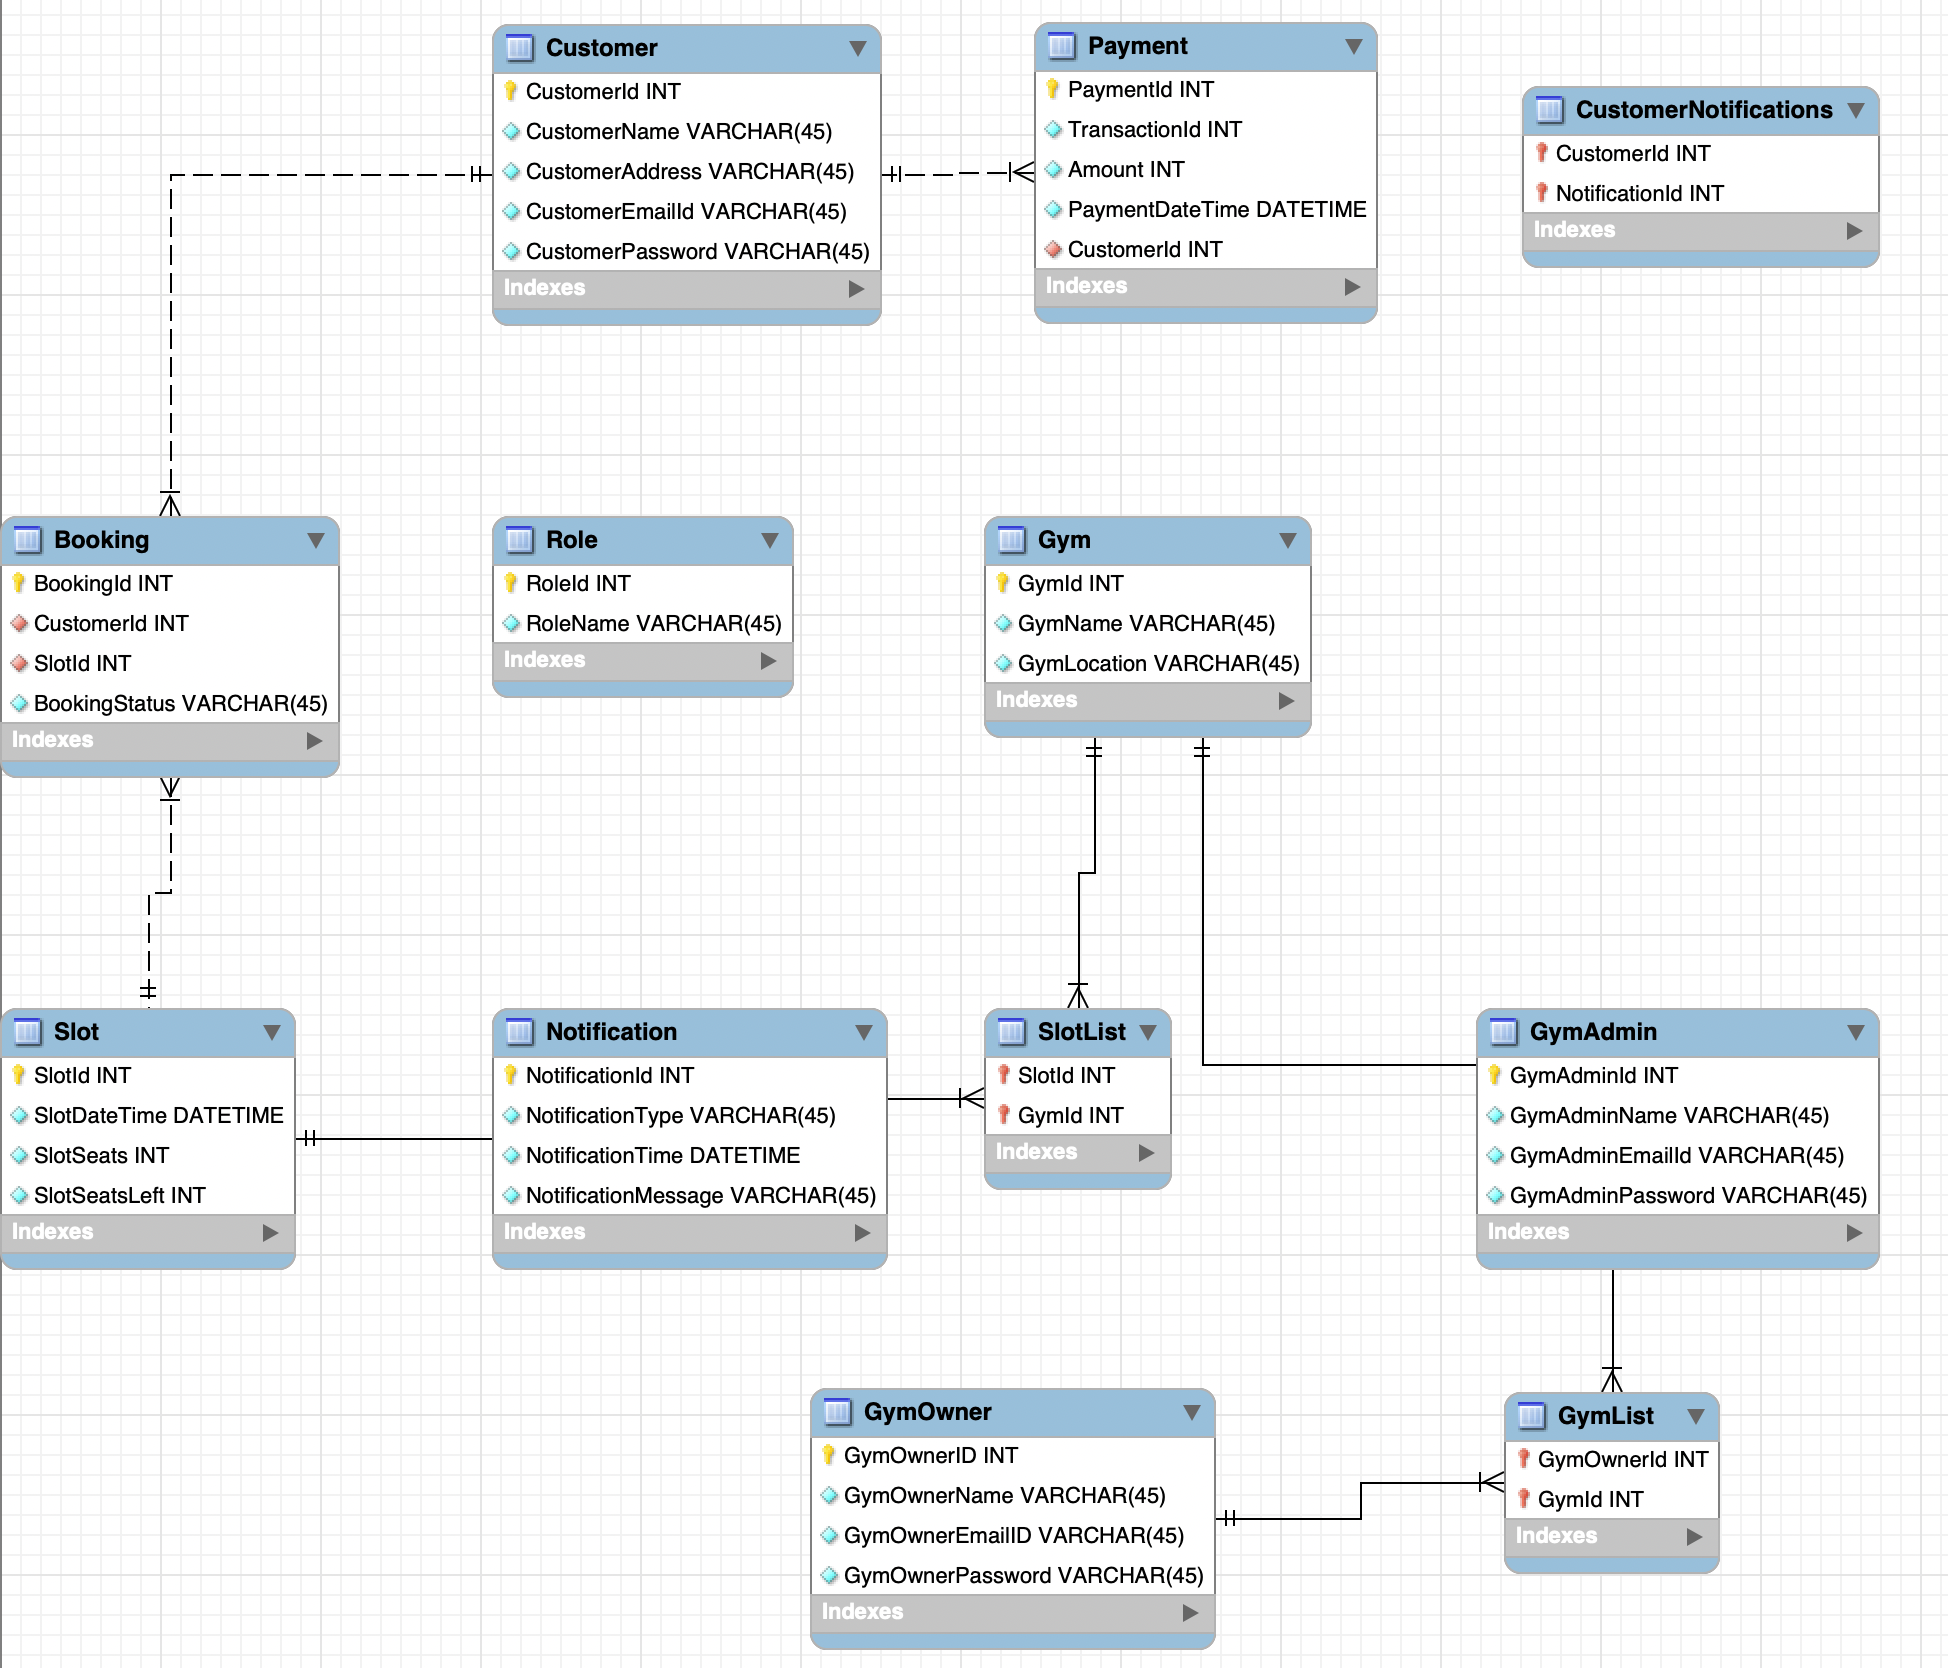 Customer
CustomerId INT
CustomerName VARCHAR(45)
CustomerAddress VARCHAR(45)
CustomerEmailId VARCHAR(45)
CustomerPassword VARCHAR(45)
Indexes
Payment
PaymentId INT
TransactionId INT
Amount INT
PaymentDateTime DATETIME
CustomerId INT
Indexes
CustomerNotifications
CustomerId INT
NotificationId INT
Indexes
Booking
BookingId INT
CustomerId INT
SlotId INT
BookingStatus VARCHAR(45)
Indexes
Role
RoleId INT
RoleName VARCHAR(45)
Indexes
Gym
GymId INT
GymName VARCHAR(45)
GymLocation VARCHAR(45)
Indexes
Slot
SlotId INT
SlotDateTime DATETIME
SlotSeats INT
SlotSeatsLeft INT
Indexes
Notification
NotificationId INT
NotificationType VARCHAR(45)
NotificationTime DATETIME
NotificationMessage VARCHAR(45)
Indexes
SlotList
SlotId INT
GymId INT
Indexes
GymAdmin
GymAdminId INT
GymAdminName VARCHAR(45)
GymAdminEmailId VARCHAR(45)
GymAdminPassword VARCHAR(45)
Indexes
GymOwner
GymOwnerID INT
GymOwnerName VARCHAR(45)
GymOwnerEmailID VARCHAR(45)
GymOwnerPassword VARCHAR(45)
Indexes
GymList
GymOwnerId INT
GymId INT
Indexes